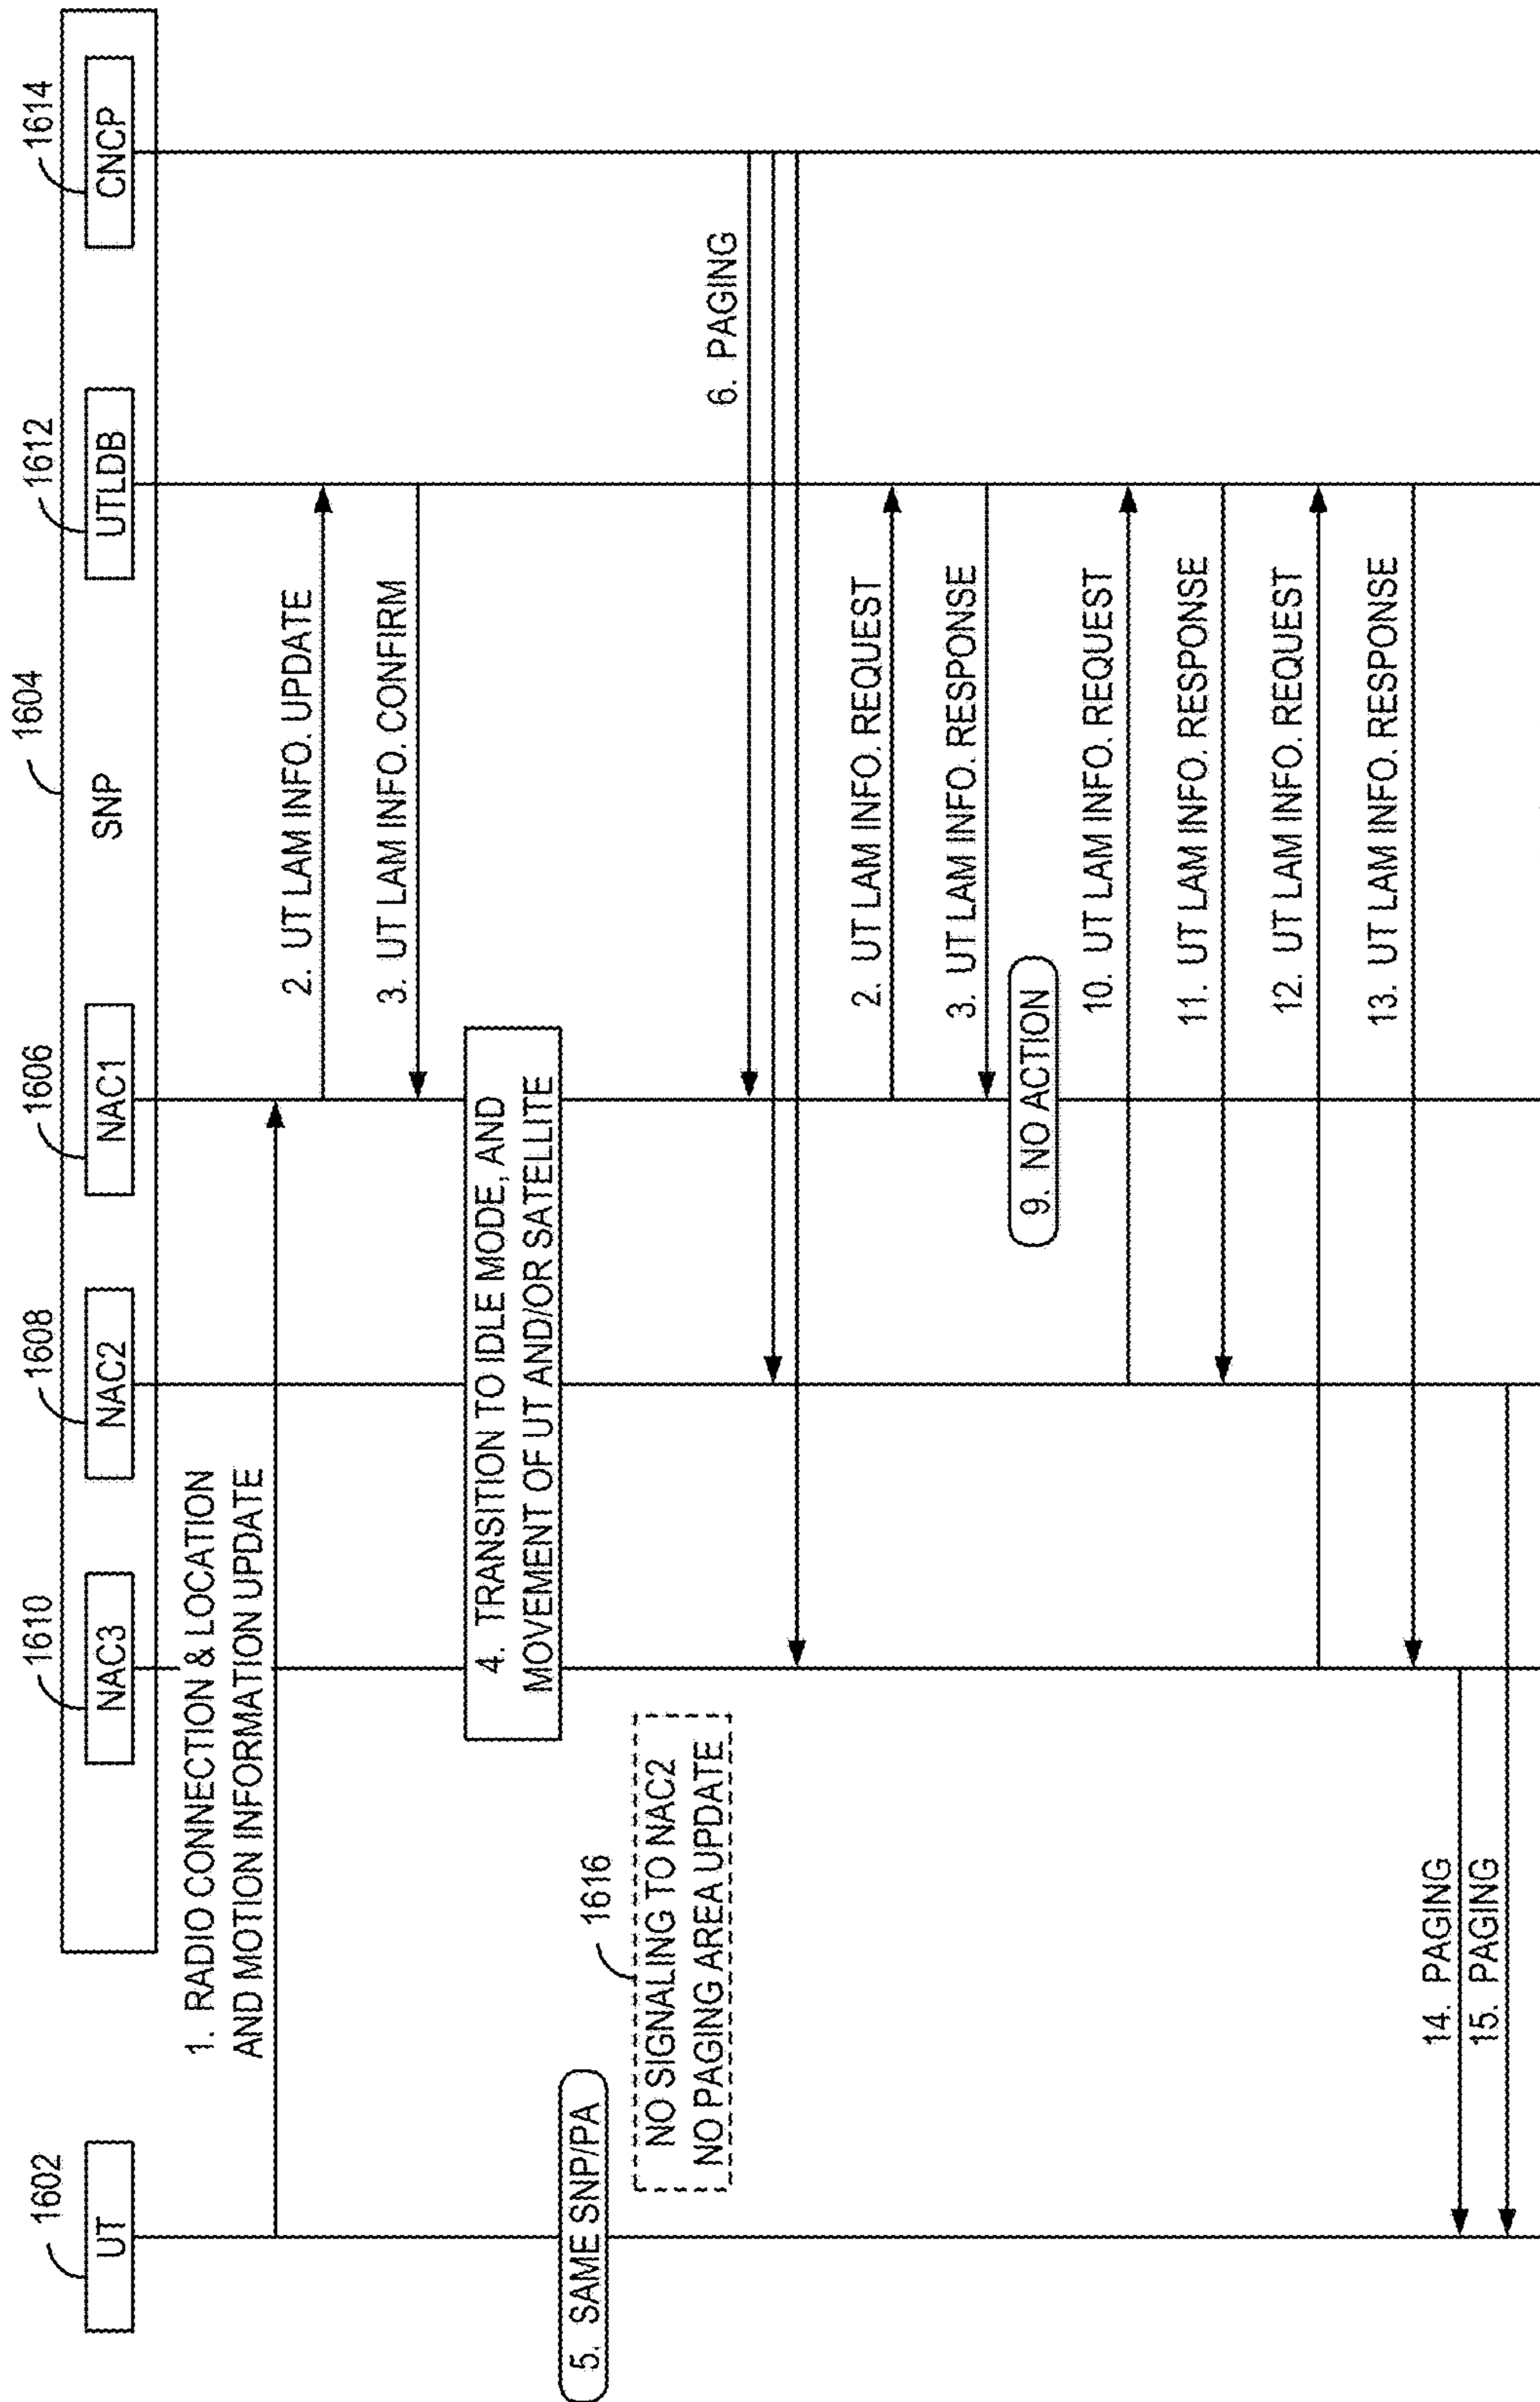 1602
UT
1604
SNP
1610
NAC3
1608
NAC2
1606
NAC1
1612
UTLDB
1614
CNCP
1. RADIO CONNECTION & LOCATION
AND MOTION INFORMATION UPDATE
2. UT LAM INFO. UPDATE
3. UT LAM INFO. CONFIRM
4. TRANSITION TO IDLE MODE, AND
MOVEMENT OF UT AND/OR SATELLITE
5. SAME SNP/PA
1616
NO SIGNALING TO NAC2
NO PAGING AREA UPDATE
6. PAGING
2. UT LAM INFO. REQUEST
3. UT LAM INFO. RESPONSE
9. NO ACTION
10. UT LAM INFO. REQUEST
11. UT LAM INFO. RESPONSE
12. UT LAM INFO. REQUEST
13. UT LAM INFO. RESPONSE
14. PAGING
15. PAGING